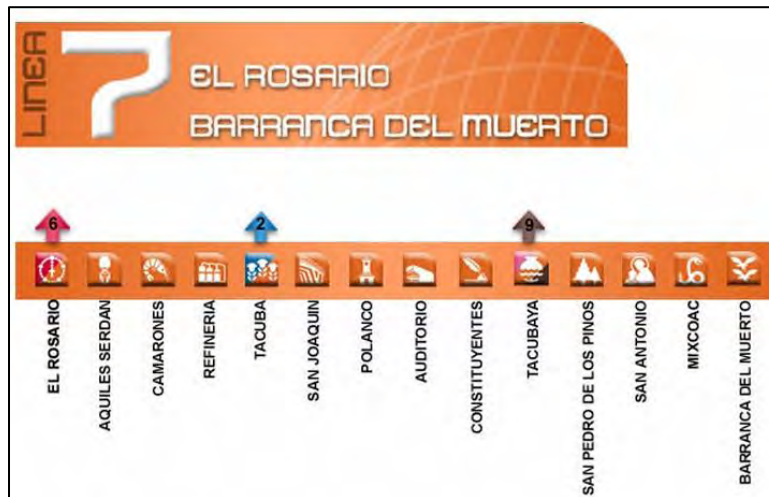 LINEA 7
EL ROSARIO
BARRANCA DEL MUERTO
6
2
9
EL ROSARIO
AQUILES SERDAN
CAMARONES
REFINERIA
TACUBA
SAN JOAQUIN
POLANCO
AUDITORIO
CONSTITUYENTES
TACUBAYA
SAN PEDRO DE LOS PINOS
SAN ANTONIO
MIXCOAC
BARRANCA DEL MUERTO